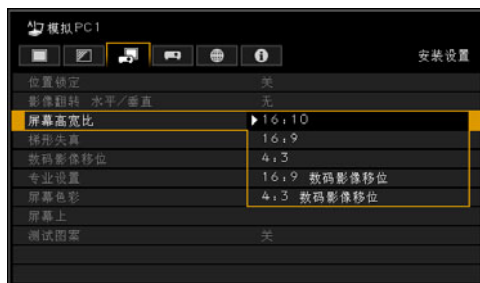 模拟PC1
安装设置
位置锁定 关
影像翻转 水平/垂直 无
屏幕高宽比 ▶16:10
梯形失真 16:9
数码影像移位 4:3
专业设置 16:9 数码影像移位
屏幕色彩 4:3 数码影像移位
屏幕上
测试图案 关